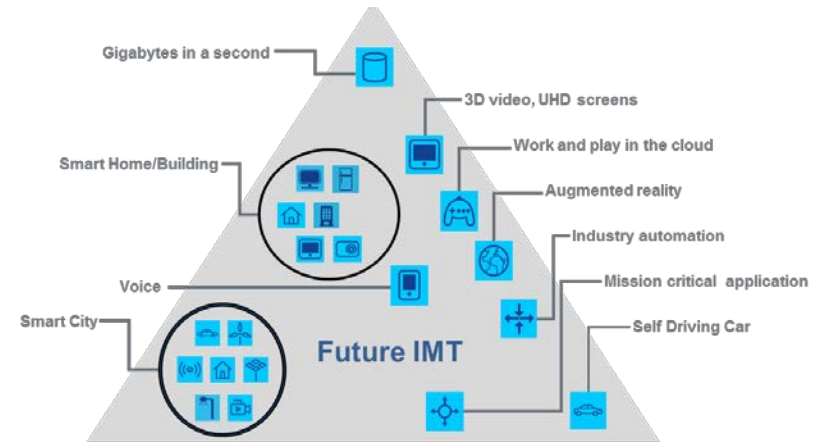 Gigabytes in a second
3D video, UHD screens
Work and play in the cloud
Smart Home/Building
Augmented reality
Industry automation
Mission critical application
Voice
Smart City
Self Driving Car
Future IMT